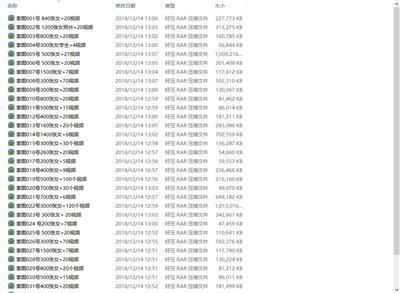 名称 修改日期 类型 大小
套图001号 840张女+20视频 2018/12/14 13:06 好压 RAR 压缩文件 227,773 KB
套图002号 1200张女照片+20视频 2018/12/14 13:03 好压 RAR 压缩文件 313,275 KB
套图003号600张女+20视频 2018/12/14 13:02 好压 RAR 压缩文件 160,785 KB
套图004号300张女学生+4视频 2018/12/14 13:03 好压 RAR 压缩文件 56,844 KB
套图005号 500张女+27视频 2018/12/14 13:06 好压 RAR 压缩文件 1,000,216...
套图006号 500张女+20视频 2018/12/14 13:05 好压 RAR 压缩文件 201,408 KB
套图007号1500张女+7视频 2018/12/14 13:04 好压 RAR 压缩文件 117,612 KB
套图008号300张女+70视频 2018/12/14 13:02 好压 RAR 压缩文件 592,310 KB
套图009号300张女+20视频 2018/12/14 13:00 好压 RAR 压缩文件 130,367 KB
套图010号800张女+20视频 2018/12/14 12:59 好压 RAR 压缩文件 81,462 KB
套图011号500张女+15视频 2018/12/14 12:59 好压 RAR 压缩文件 86,014 KB
套图012号400张女+20视频 2018/12/14 13:00 好压 RAR 压缩文件 181,211 KB
套图013号160张女+20个视频 2018/12/14 13:05 好压 RAR 压缩文件 283,086 KB
套图014号1400张女+6视频 2018/12/14 13:02 好压 RAR 压缩文件 702,559 KB
套图015号300张女+30个视频 2018/12/14 12:58 好压 RAR 压缩文件 136,287 KB
套图016号260张女+20视频 2018/12/14 12:57 好压 RAR 压缩文件 54,560 KB
套图017号200张女+5视频 2018/12/14 12:59 好压 RAR 压缩文件 59,553 KB
套图018号400张女+9视频 2018/12/14 12:58 好压 RAR 压缩文件 236,466 KB
套图019号500张女+100个视频 2018/12/14 12:56 好压 RAR 压缩文件 216,160 KB
套图020号700张女+30个视频 2018/12/14 13:03 好压 RAR 压缩文件 99,970 KB
套图021号200张女+6视频 2018/12/14 12:57 好压 RAR 压缩文件 648,182 KB
套图022号3000张女+120个视频 2018/12/14 12:59 好压 RAR 压缩文件 1,013,016...
套图023号 300张女+ 20视频 2018/12/14 13:03 好压 RAR 压缩文件 342,661 KB
套图024 号200张女+7视频 2018/12/14 13:00 好压 RAR 压缩文件 47,459 KB
套图025号 500张女+20视频 2018/12/14 12:52 好压 RAR 压缩文件 110,641 KB
套图026号300张女+70视频 2018/12/14 12:51 好压 RAR 压缩文件 592,376 KB
套图027号1500张女+7视频 2018/12/14 12:51 好压 RAR 压缩文件 117,790 KB
套图028号300张女+20视频 2018/12/14 12:52 好压 RAR 压缩文件 130,224 KB
套图029号800张女+20个视频 2018/12/14 12:51 好压 RAR 压缩文件 81,212 KB
套图030号500张女+15视频 2018/12/14 12:52 好压 RAR 压缩文件 86,011 KB
套图031号400张女+20视频 2018/12/14 12:51 好压 RAR 压缩文件 181,499 KB